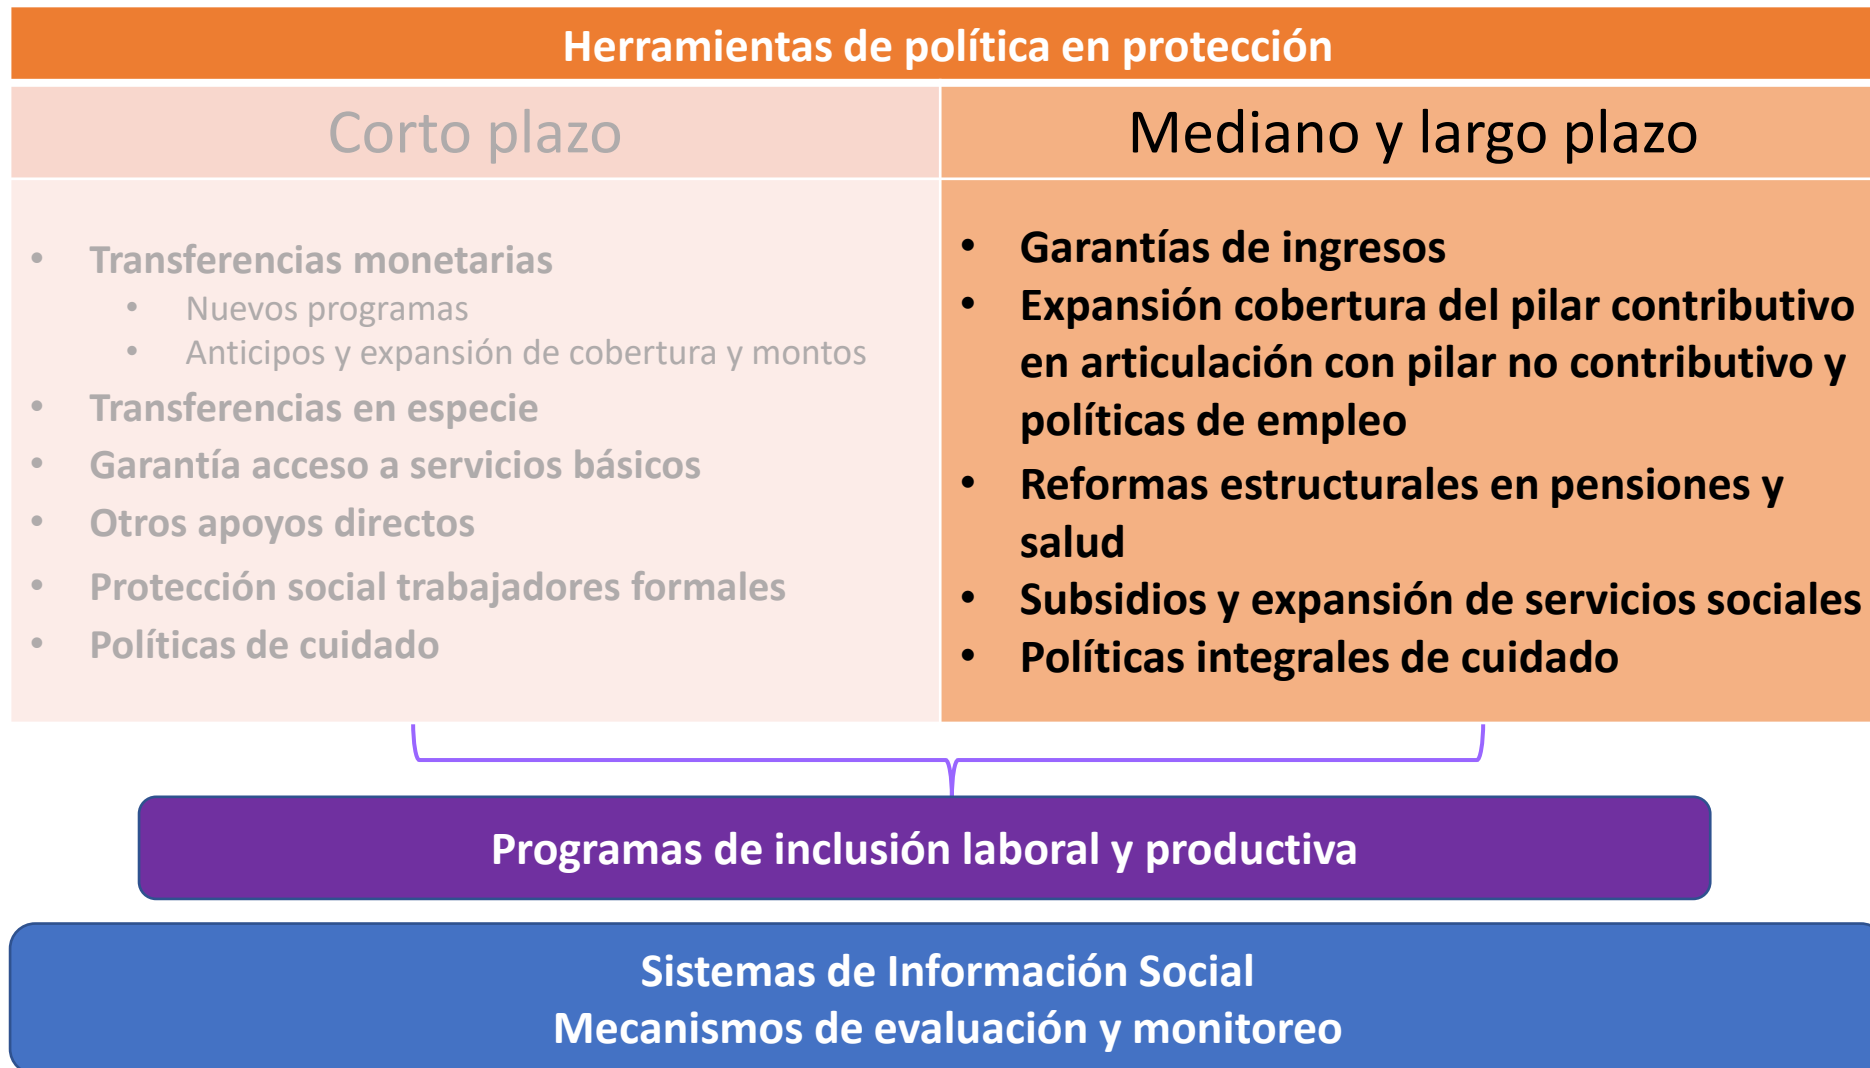 Herramientas de política en protección
Corto plazo
• Transferencias monetarias
• Nuevos programas
• Anticipos y expansión de cobertura y montos
• Transferencias en especie
• Garantía acceso a servicios básicos
• Otros apoyos directos
• Protección social trabajadores formales
• Políticas de cuidado
Mediano y largo plazo
• Garantías de ingresos
• Expansión cobertura del pilar contributivo
en articulación con pilar no contributivo y
políticas de empleo
• Reformas estructurales en pensiones y
salud
• Subsidios y expansión de servicios sociales
• Políticas integrales de cuidado
Programas de inclusión laboral y productiva
Sistemas de Información Social
Mecanismos de evaluación y monitoreo